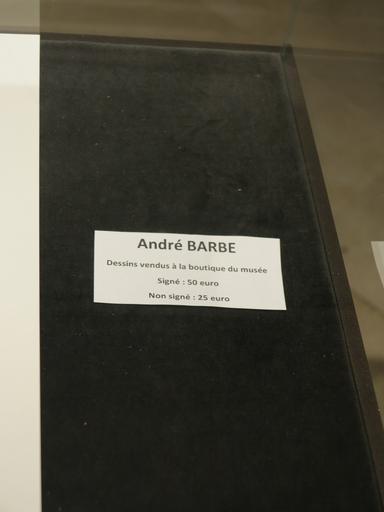 André BARBE
Dessins vendus à la boutique du musée
Signé : 50 euro
Non signé : 25 euro